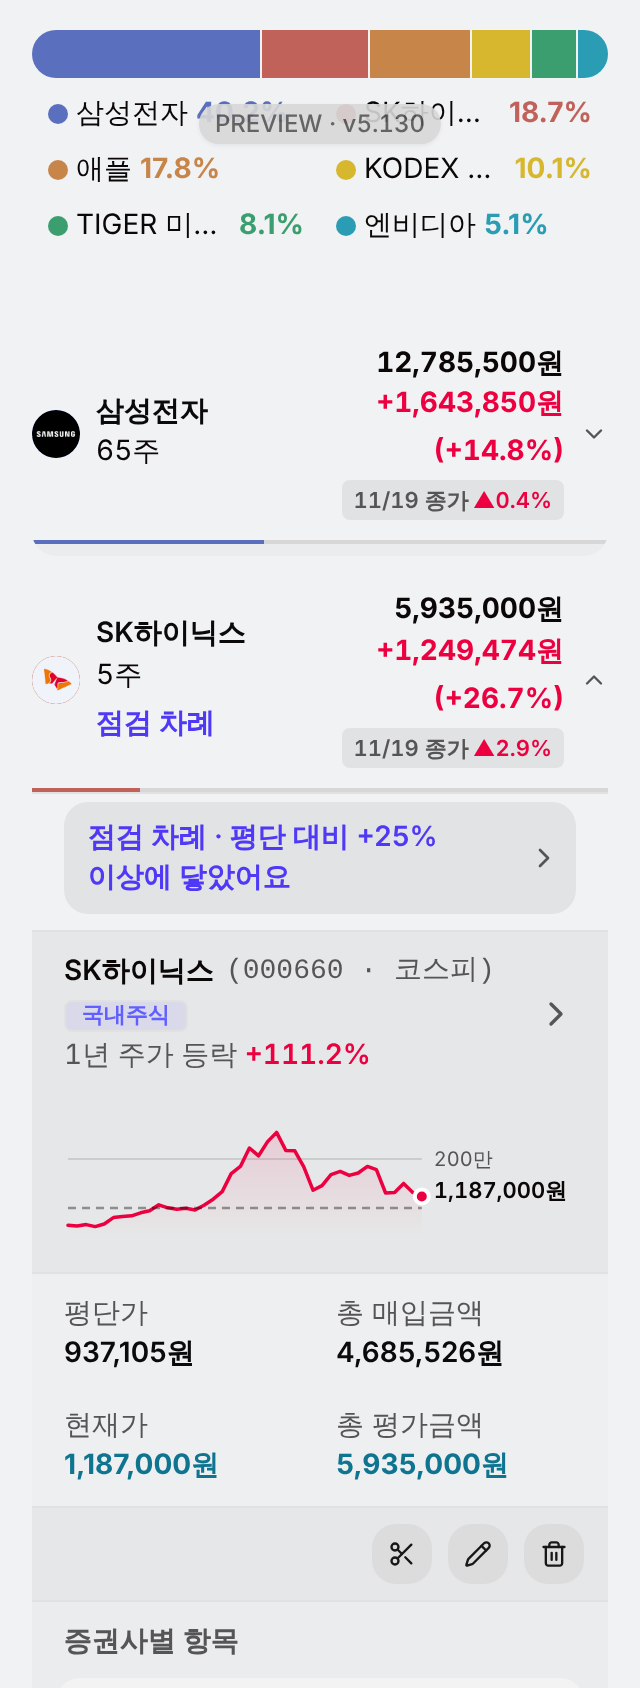 삼성전자 40.2%
SK하이... 18.7%
PREVIEW · v5.130
애플 17.8%
KODEX ... 10.1%
TIGER 미... 8.1%
엔비디아 5.1%
12,785,500원
+1,643,850원
(+14.8%)
SAMSUNG
삼성전자
65주
11/19 종가 ▲0.4%
5,935,000원
+1,249,474원
(+26.7%)
SK하이닉스
5주
점검 차례
11/19 종가 ▲2.9%
점검 차례 · 평단 대비 +25%
이상에 닿았어요
SK하이닉스 (000660 · 코스피)
국내주식
1년 주가 등락 +111.2%
200만
1,187,000원
평단가
937,105원
총 매입금액
4,685,526원
현재가
1,187,000원
총 평가금액
5,935,000원
증권사별 항목